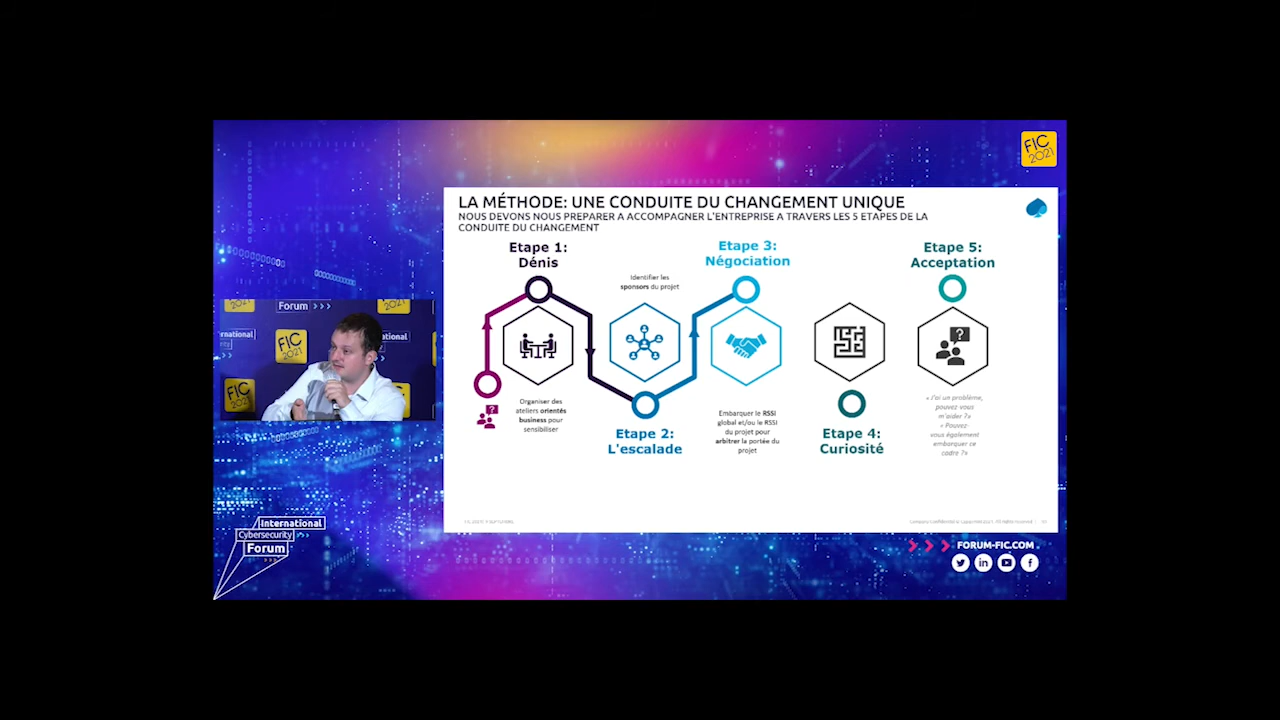 FIC
2021
LA MÉTHODE: UNE CONDUITE DU CHANGEMENT UNIQUE
NOUS DEVONS NOUS PREPARER A ACCOMPAGNER L'ENTREPRISE A TRAVERS LES 5 ETAPES DE LA
CONDUITE DU CHANGEMENT
Etape 1:
Dénis
Organiser des
ateliers orientés
business pour
sensibiliser
Identifier les
sponsors du projet
Etape 2:
L'escalade
Etape 3:
Négociation
Embarquer le RSSI
global et/ou le RSSI
du projet pour
arbitrer la portée du
projet
Etape 4:
Curiosité
Etape 5:
Acceptation
« J'ai un problème,
pouvez vous
m'aider ?»
« Pouvez-
vous également
embarquer ce
cadre ?»
Forum >>>
FIC
2021
FIC
2021
International
Cybersecurity >>>
Forum
>>>
FORUM-FIC.COM